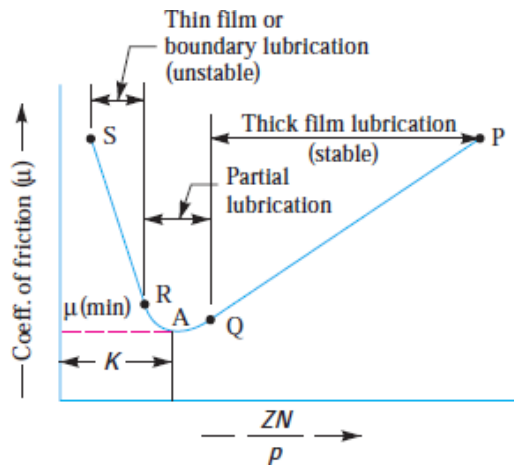 Thin film or
boundary lubrication
(unstable)
S
Thick film lubrication
(stable)
P
Partial
lubrication
Coeff. of friction (μ)
R
μ (min)
A
Q
K
ZN
p